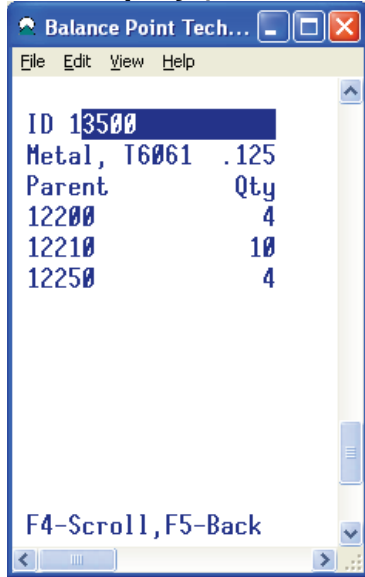 Balance Point Tech...
File Edit View Help
ID 13500
Metal, T6061 .125
Parent Qty
12200 4
12210 10
12250 4
F4-Scroll,F5-Back